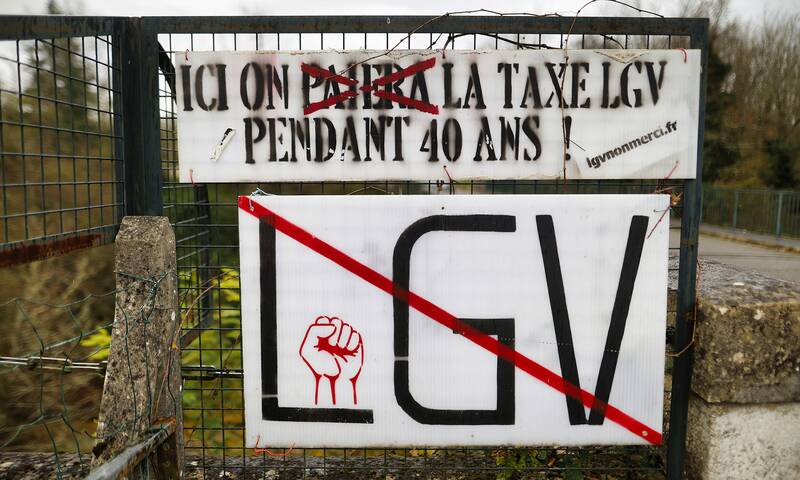 ICI ON PAIERA LA TAXE LGV
PENDANT 40 ANS !
lgvnonmerci.fr
LGV